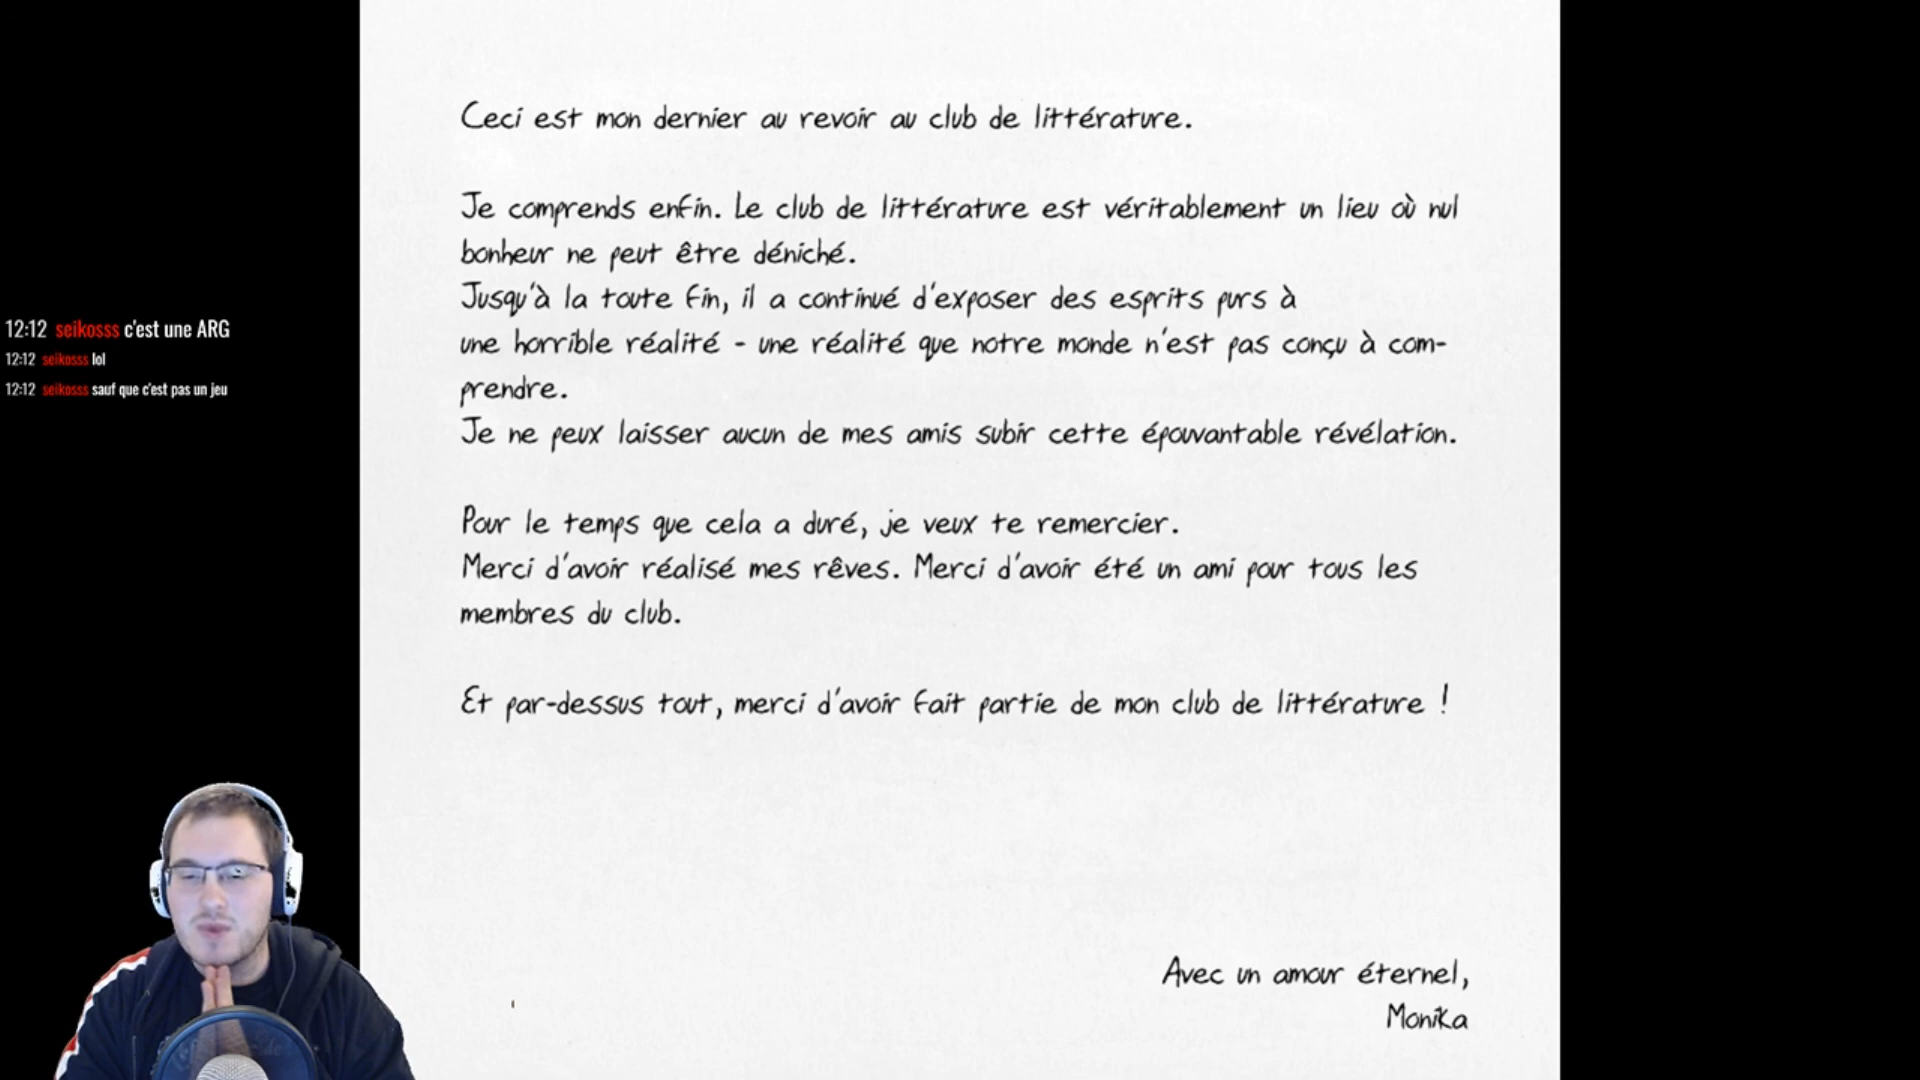 Ceci est mon dernier au revoir au club de littérature.
Je comprends enfin. Le club de littérature est véritablement un lieu où nul
bonheur ne peut être déniché.
Jusqu'à la toute fin, il a continué d'exposer des esprits purs à
une horrible réalité - une réalité que notre monde n'est pas conçu à com-
prendre.
Je ne peux laisser aucun de mes amis subir cette épouvantable révélation.
Pour le temps que cela a duré, je veux te remercier.
Merci d'avoir réalisé mes rêves. Merci d'avoir été un ami pour tous les
membres du club.
Et par-dessus tout, merci d'avoir fait partie de mon club de littérature !
Avec un amour éternel,
Monika
12:12 seikosss c'est une ARG
12:12 seikosss lol
12:12 seikosss sauf que c'est pas un jeu